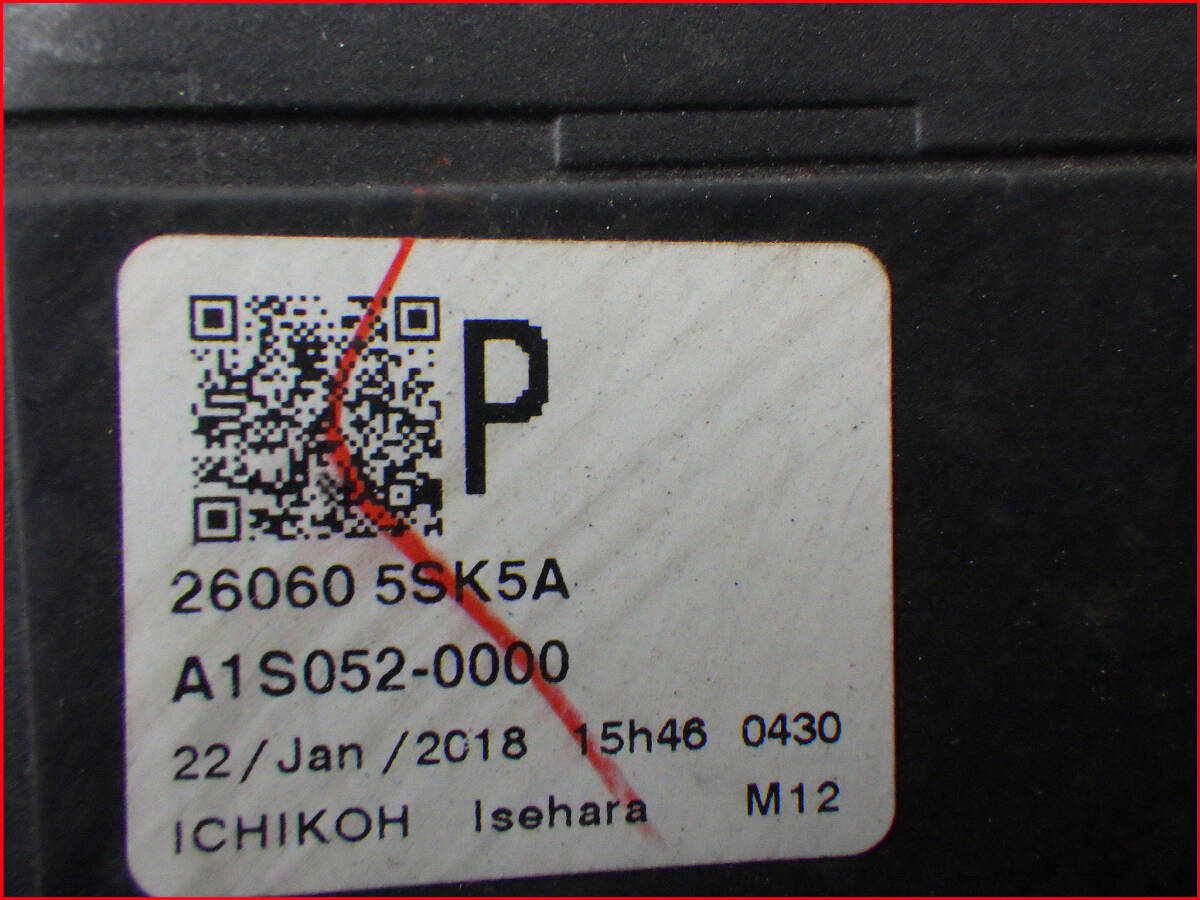 P
26060 5SK5A
A1S052-0000
22/Jan/2018 15h46 0430
ICHIKOH Isehara M12